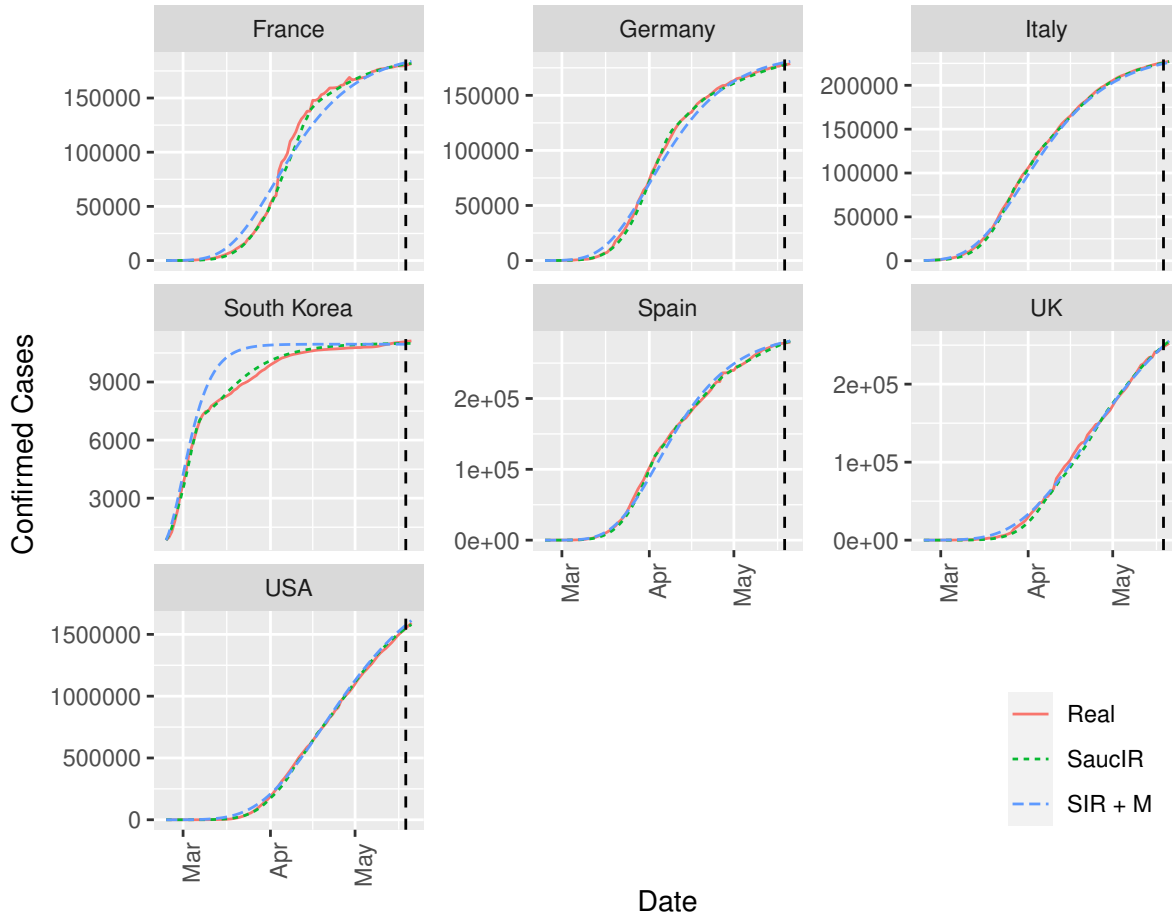 France
Germany
Italy
150000
100000
50000
0
150000
100000
50000
0
200000
150000
100000
50000
0
South Korea
Spain
UK
9000
6000
3000
2e+05
1e+05
0e+00
2e+05
1e+05
0e+00
Mar
Apr
May
Mar
Apr
May
USA
1500000
1000000
500000
0
Mar
Apr
May
Confirmed Cases
Date
Real
SaucIR
SIR + M